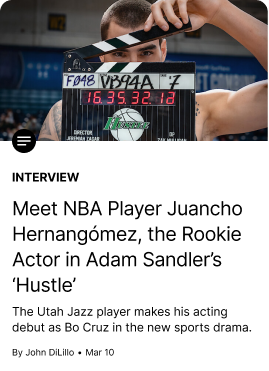 F048 VB94A 7
16.35.32.13
DIRECTOR
JEREMIAH ZAGAR
DP
ZAK MULLIGAN
INTERVIEW
Meet NBA Player Juancho
Hernangómez, the Rookie
Actor in Adam Sandler’s
‘Hustle’
The Utah Jazz player makes his acting
debut as Bo Cruz in the new sports drama.
By John DiLillo • Mar 10